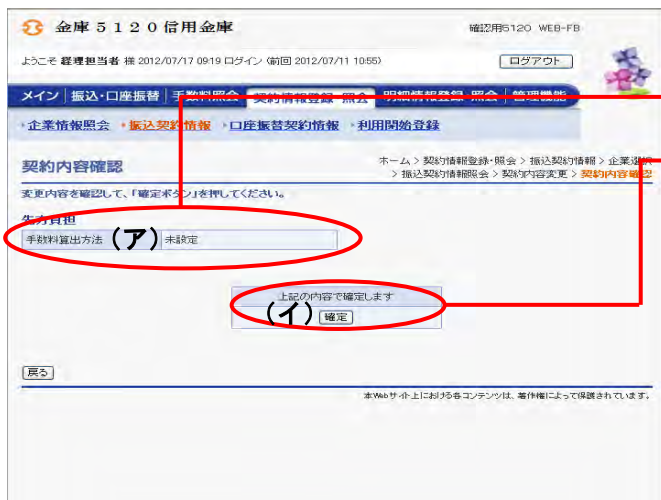 金庫5120信用金庫
確認用5120 WEB-FB
ようこそ 経理担当者 様 2012/07/17 0919 ログイン (前回 2012/07/11 10:55)
ログアウト
メイン 振込・口座振替 手数料照会 契約情報登録・照会 明細情報登録・照会 管理機能
企業情報照会 振込契約情報 口座振替契約情報 利用開始登録
契約内容確認
ホーム > 契約情報登録・照会 > 振込契約情報 > 企業選択
> 振込契約情報照会 > 契約内容変更 > 契約内容確認
変更内容を確認して、「確定ボタン」を押してください。
先方負担
手数料算出方法 (ア) 未設定
上記の内容で確定します
(イ) 確定
戻る
本Webサイト上における各コンテンツは、著作権によって保護されています。